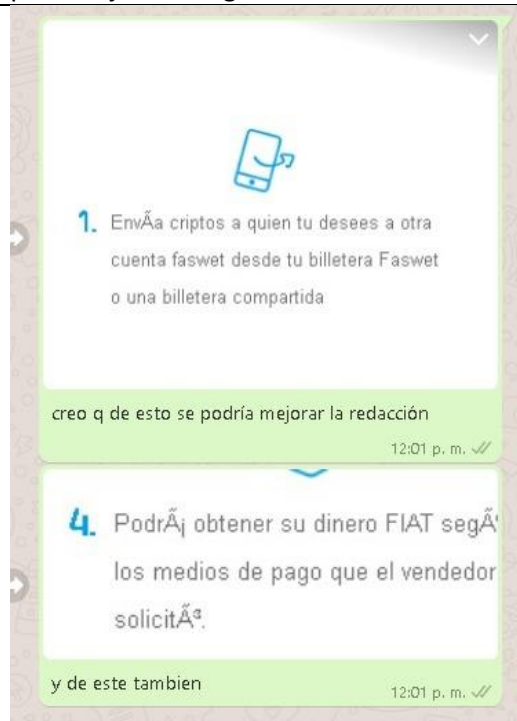 1. EnvÃa criptos a quien tu desees a otra
cuenta faswet desde tu billetera Faswet
o una billetera compartida
creo q de esto se podría mejorar la redacción
12:01 p. m.
4. PodrÃ¡ obtener su dinero FIAT segÃº
los medios de pago que el vendedor
solicitÃª.
y de este tambien
12:01 p. m.